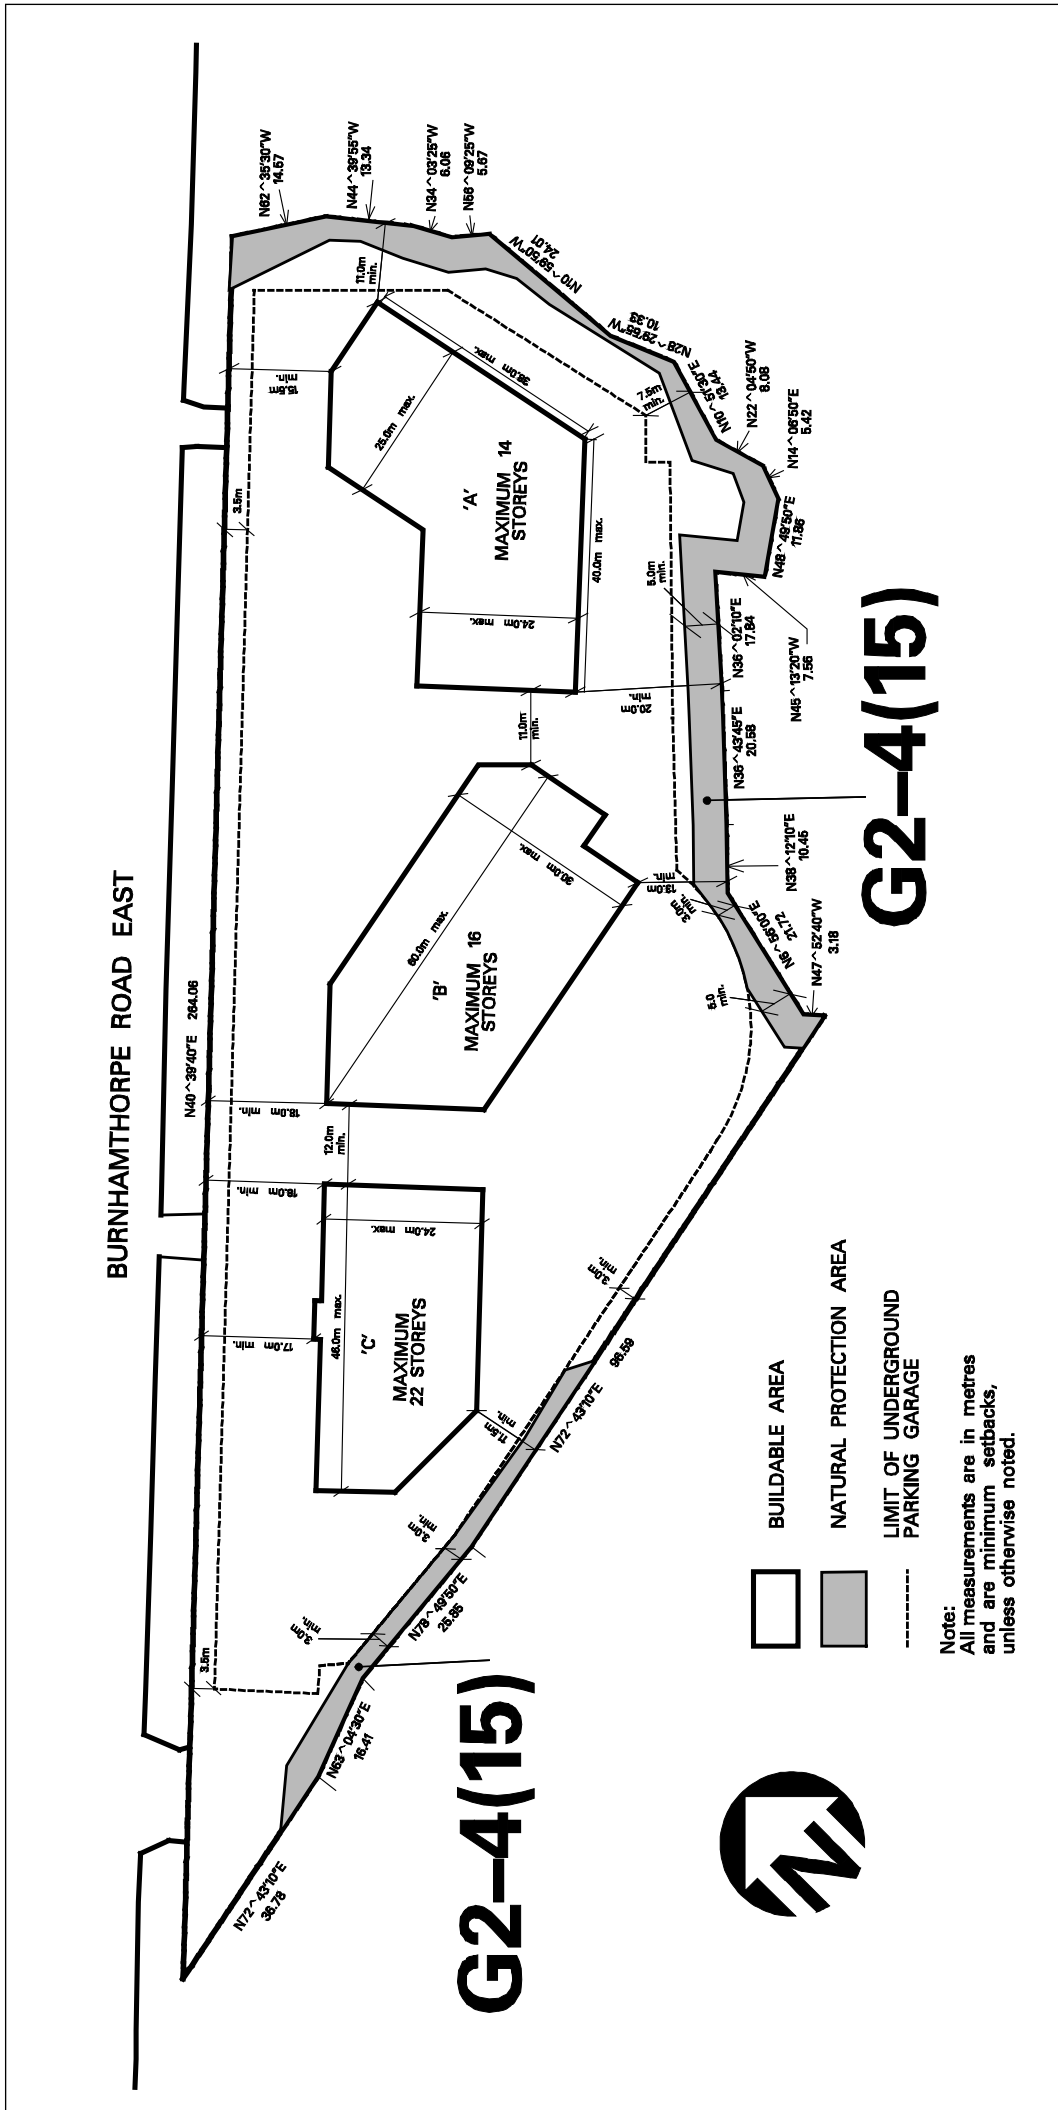 BURNHAMTHORPE ROAD EAST
N40^39'40"E 264.06
N62^35'30"W
14.57
N44^39'55"W
13.34
N34^03'25"W
6.06
N56^09'25"W
5.67
N10^59'50"W
24.01
N28^29'55"W
10.33
N10^51'30"E
13.44
N22^04'50"W
8.08
N14^06'50"E
5.42
N48^49'50"E
11.86
N45^13'20"W
7.56
N36^02'10"E
17.84
N36^43'45"E
20.58
N38^12'10"E
10.45
N6^56'00"E
21.72
N47^52'40"W
3.18
N72^43'10"E 96.59
N78^49'50"E
25.85
N63^04'30"E
16.41
N72^43'10"E
36.78
'A'
MAXIMUM 14
STOREYS
15.5m min.
11.0m
min.
38.0m max.
25.0m max.
40.0m max.
24.0m max.
7.5m
min.
5.0m
min.
20.0m
min.
3.5m
11.0m
min.
'B'
MAXIMUM 16
STOREYS
30.0m max.
60.0m max.
13.0m
min.
3.0m
min.
5.0
min.
18.0m min.
12.0m
min.
'C'
MAXIMUM
22 STOREYS
18.0m min.
24.0m max.
46.0m max.
17.0m min.
11.5m
min.
3.0m
min.
3.0m
min.
3.0m
min.
3.5m
G2-4(15)
G2-4(15)
BUILDABLE AREA
NATURAL PROTECTION AREA
LIMIT OF UNDERGROUND
PARKING GARAGE
Note:
All measurements are in metres
and are minimum setbacks,
unless otherwise noted.
N